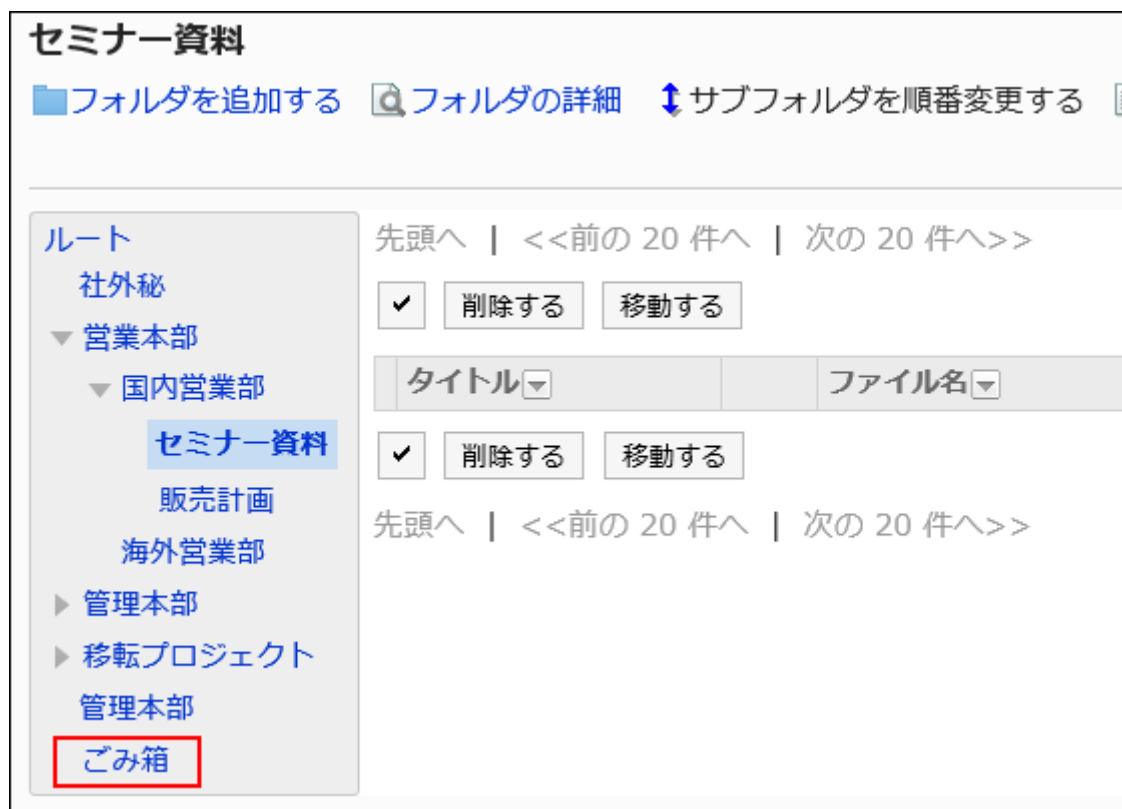 セミナー資料
フォルダを追加する フォルダの詳細 サブフォルダを順番変更する
ルート
社外秘
営業本部
国内営業部
セミナー資料
販売計画
海外営業部
管理本部
移転プロジェクト
管理本部
ごみ箱
先頭へ | <<前の 20 件へ | 次の 20 件へ>>
削除する 移動する
タイトル ファイル名
削除する 移動する
先頭へ | <<前の 20 件へ | 次の 20 件へ>>